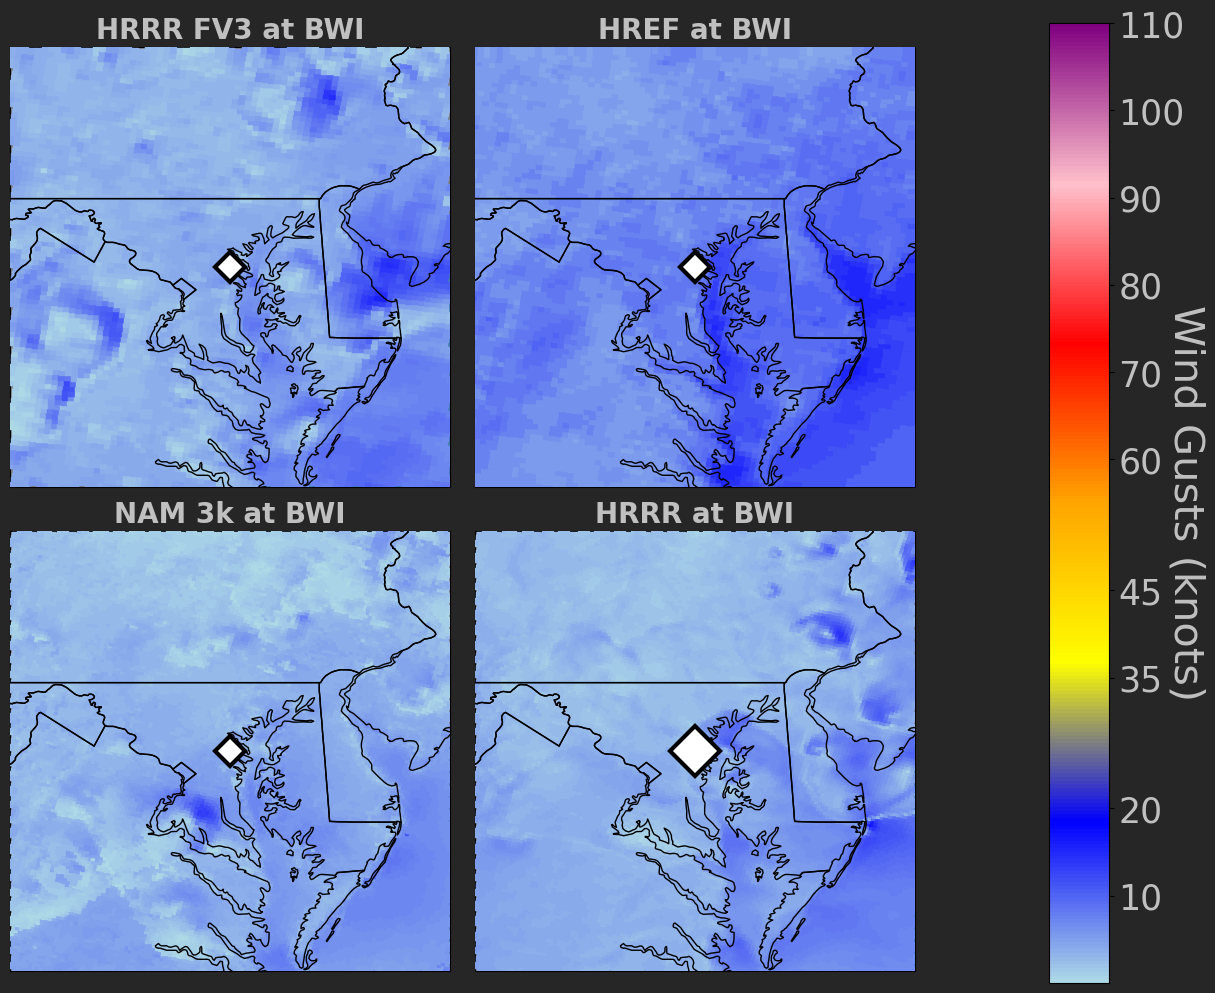 HRRR FV3 at BWI
HREF at BWI
NAM 3k at BWI
HRRR at BWI
110
100
90
80
70
60
45
35
20
10
Wind Gusts (knots)